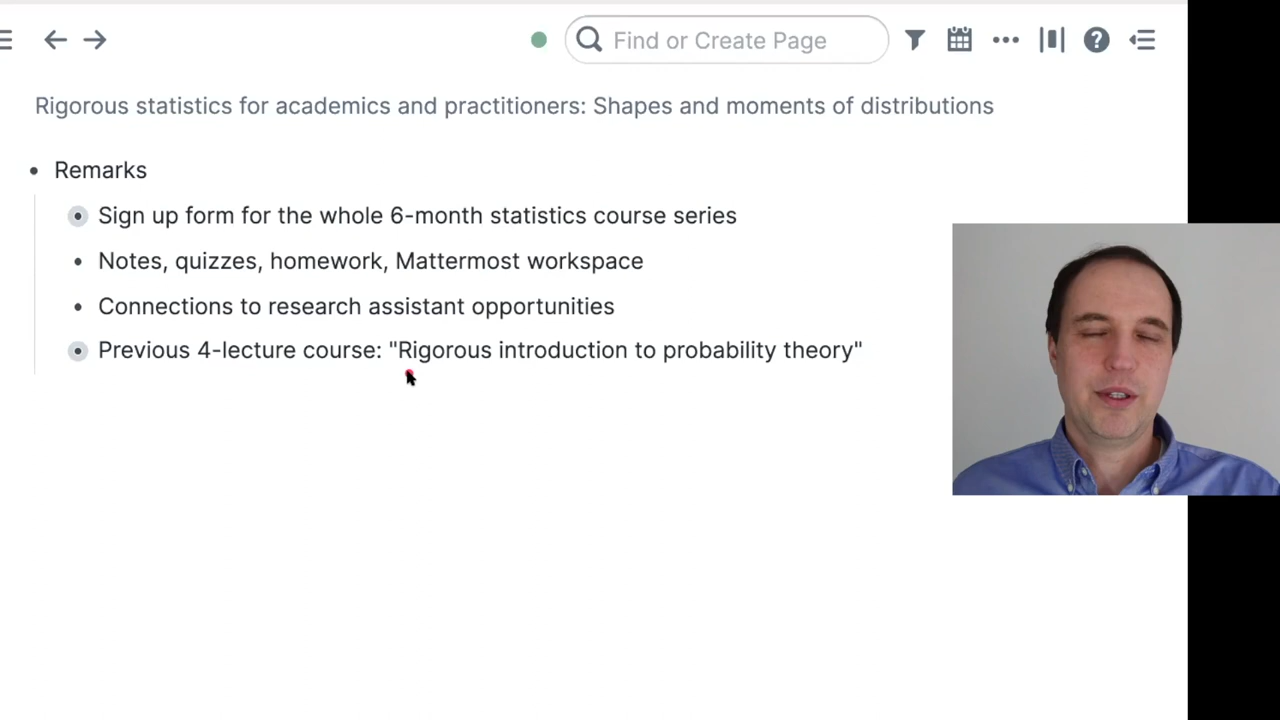 Find or Create Page
Rigorous statistics for academics and practitioners: Shapes and moments of distributions
Remarks
Sign up form for the whole 6-month statistics course series
Notes, quizzes, homework, Mattermost workspace
Connections to research assistant opportunities
Previous 4-lecture course: "Rigorous introduction to probability theory"